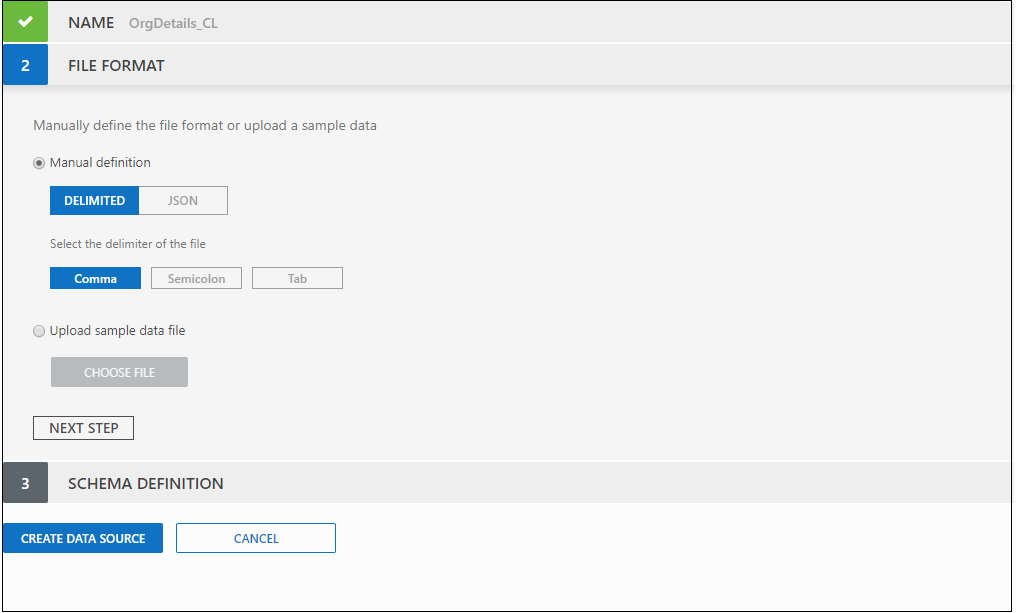 NAME OrgDetails_CL
2 FILE FORMAT
Manually define the file format or upload a sample data
Manual definition
DELIMITED JSON
Select the delimiter of the file
Comma Semicolon Tab
Upload sample data file
CHOOSE FILE
NEXT STEP
3 SCHEMA DEFINITION
CREATE DATA SOURCE CANCEL